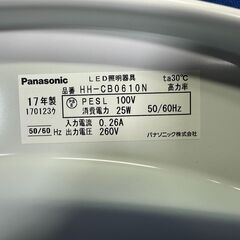 Panasonic LED照明器具 ta30℃
品番 HH-CB0610N 高力率
17年製 PS E PESL 100V
170123ウ 消費電力 25W 50/60Hz
50/60 Hz 入力電流 0.26A
出力電圧 260V パナソニック株式会社